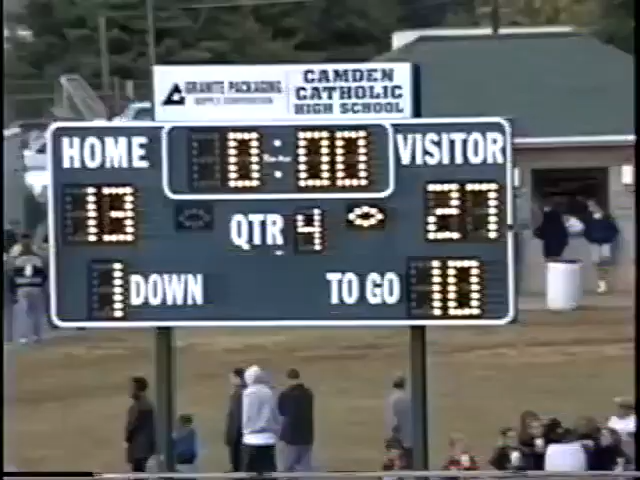 GRANITE PACKAGING
SUPPLY CORPORATION
CAMDEN
CATHOLIC
HIGH SCHOOL
HOME 0:00 VISITOR
13 QTR 4 27
1 DOWN TO GO 10